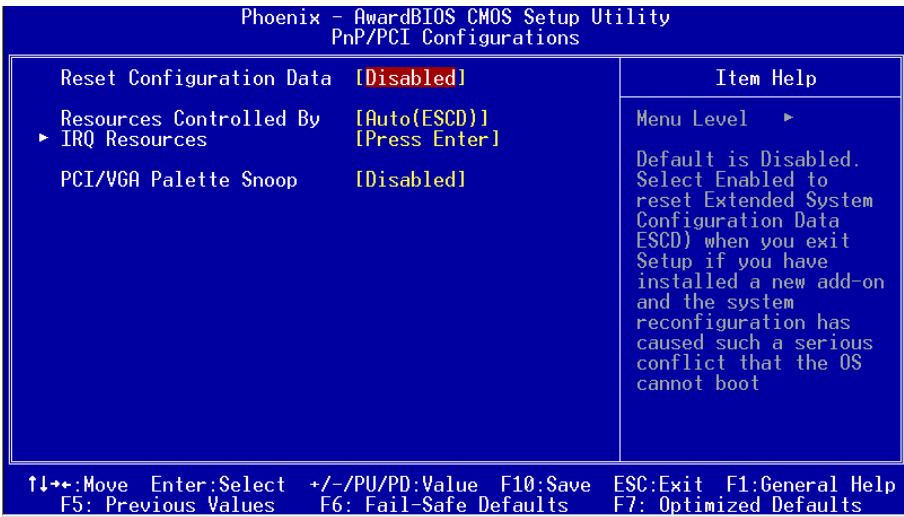 Phoenix - AwardBIOS CMOS Setup Utility
PnP/PCI Configurations
Reset Configuration Data [Disabled]
Resources Controlled By [Auto(ESCD)]
► IRQ Resources [Press Enter]
PCI/VGA Palette Snoop [Disabled]
Item Help
Menu Level ►
Default is Disabled.
Select Enabled to
reset Extended System
Configuration Data
ESCD) when you exit
Setup if you have
installed a new add-on
and the system
reconfiguration has
caused such a serious
conflict that the OS
cannot boot
↑↓→←:Move Enter:Select +/-/PU/PD:Value F10:Save ESC:Exit F1:General Help
F5: Previous Values F6: Fail-Safe Defaults F7: Optimized Defaults